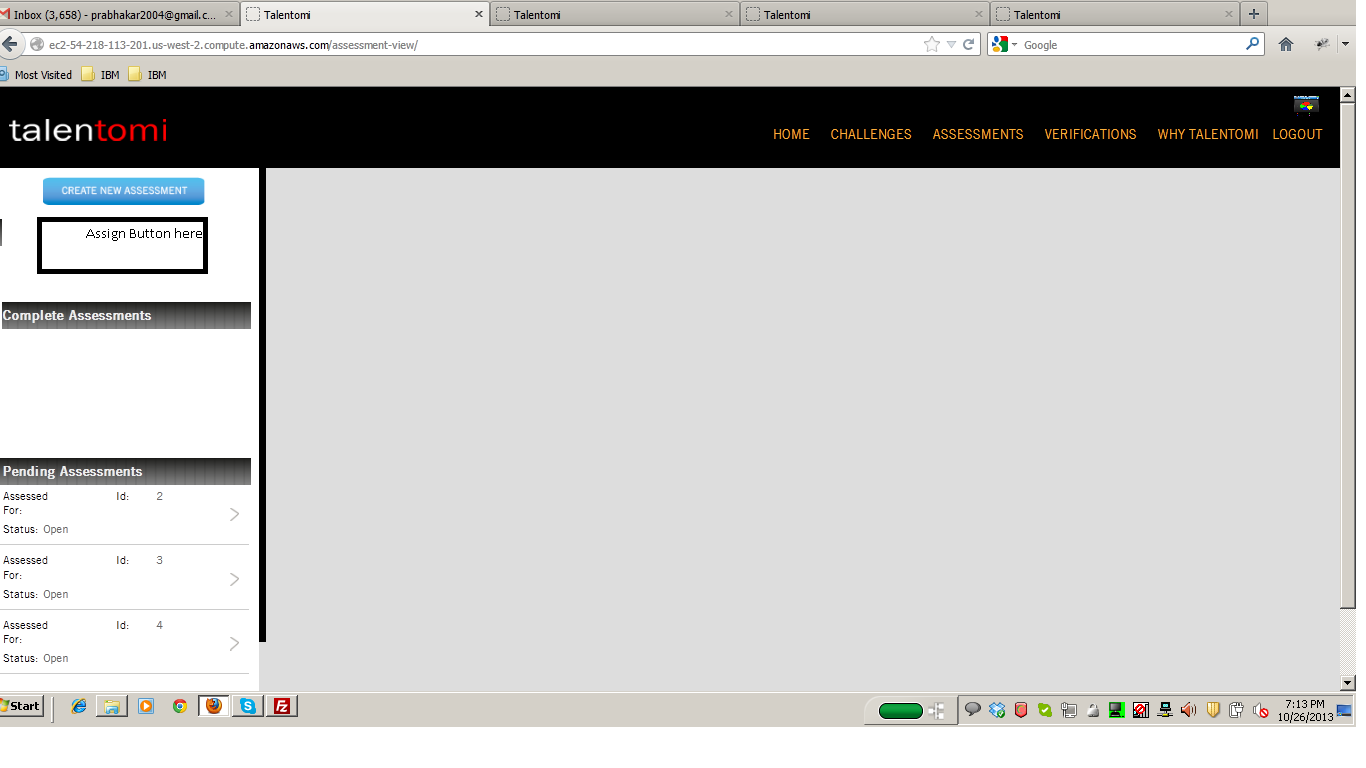 Inbox (3,658) - prabhakar2004@gmail.c...
Talentomi
Talentomi
Talentomi
Talentomi
ec2-54-218-113-201.us-west-2.compute.amazonaws.com/assessment-view/
Google
Most Visited IBM IBM
talentomi
HOME CHALLENGES ASSESSMENTS VERIFICATIONS WHY TALENTOMI LOGOUT
CREATE NEW ASSESSMENT
Assign Button here
Complete Assessments
Pending Assessments
Assessed For: Id: 2
Status: Open
Assessed For: Id: 3
Status: Open
Assessed For: Id: 4
Status: Open
Start
7:13 PM
10/26/2013